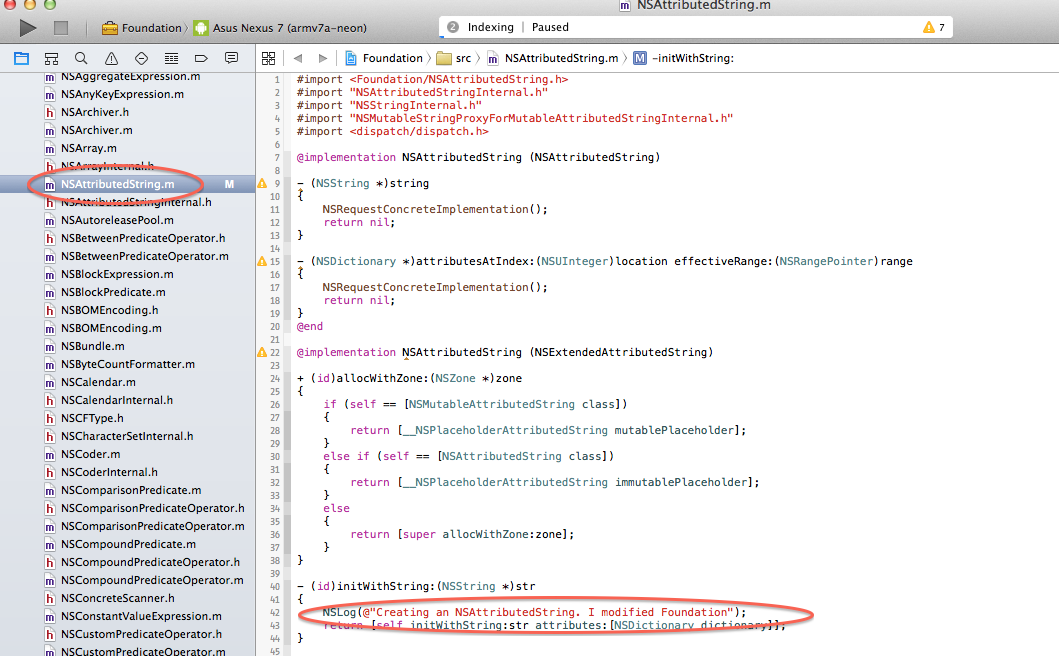 NSAttributedString.m
Foundation Asus Nexus 7 (armv7a-neon)
2 Indexing | Paused
7
Foundation src NSAttributedString.m M -initWithString:
NSAggregateExpression.m
NSAnyKeyExpression.m
NSArchiver.h
NSArchiver.m
NSArray.m
NSArrayInternal.h
NSAttributedString.m M
NSAttributedStringInternal.h
NSAutoreleasePool.m
NSBetweenPredicateOperator.h
NSBetweenPredicateOperator.m
NSBlockExpression.m
NSBlockPredicate.m
NSBOMEncoding.h
NSBOMEncoding.m
NSBundle.m
NSByteCountFormatter.m
NSCalendar.m
NSCalendarInternal.h
NSCFType.h
NSCharacterSetInternal.h
NSCoder.m
NSCoderInternal.h
NSComparisonPredicate.m
NSComparisonPredicateOperator.h
NSComparisonPredicateOperator.m
NSCompoundPredicate.m
NSCompoundPredicateOperator.h
NSCompoundPredicateOperator.m
NSConcreteScanner.h
NSConstantValueExpression.m
NSCustomPredicateOperator.h
NSCustomPredicateOperator.m
1 #import <Foundation/NSAttributedString.h>
2 #import "NSAttributedStringInternal.h"
3 #import "NSStringInternal.h"
4 #import "NSMutableStringProxyForMutableAttributedStringInternal.h"
5 #import <dispatch/dispatch.h>
6
7 @implementation NSAttributedString (NSAttributedString)
8
9 - (NSString *)string
10 {
11 NSRequestConcreteImplementation();
12 return nil;
13 }
14
15 - (NSDictionary *)attributesAtIndex:(NSUInteger)location effectiveRange:(NSRangePointer)range
16 {
17 NSRequestConcreteImplementation();
18 return nil;
19 }
20 @end
21
22 @implementation NSAttributedString (NSExtendedAttributedString)
23
24 + (id)allocWithZone:(NSZone *)zone
25 {
26 if (self == [NSMutableAttributedString class])
27 {
28 return [__NSPlaceholderAttributedString mutablePlaceholder];
29 }
30 else if (self == [NSAttributedString class])
31 {
32 return [__NSPlaceholderAttributedString immutablePlaceholder];
33 }
34 else
35 {
36 return [super allocWithZone:zone];
37 }
38 }
39
40 - (id)initWithString:(NSString *)str
41 {
42 NSLog(@"Creating an NSAttributedString. I modified Foundation");
43 return [self initWithString:str attributes:[NSDictionary dictionary]];
44 }
45